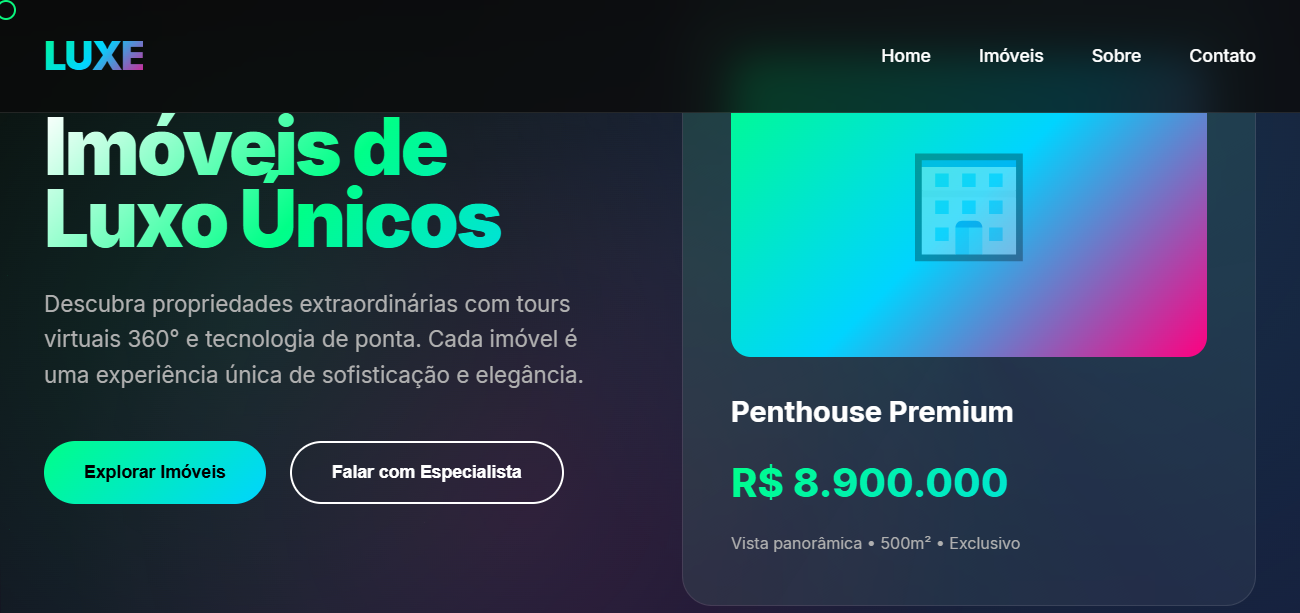 LUXE
Home
Imóveis
Sobre
Contato
Imóveis de
Luxo Únicos
Descubra propriedades extraordinárias com tours
virtuais 360° e tecnologia de ponta. Cada imóvel é
uma experiência única de sofisticação e elegância.
Explorar Imóveis
Falar com Especialista
Penthouse Premium
R$ 8.900.000
Vista panorâmica • 500m² • Exclusivo